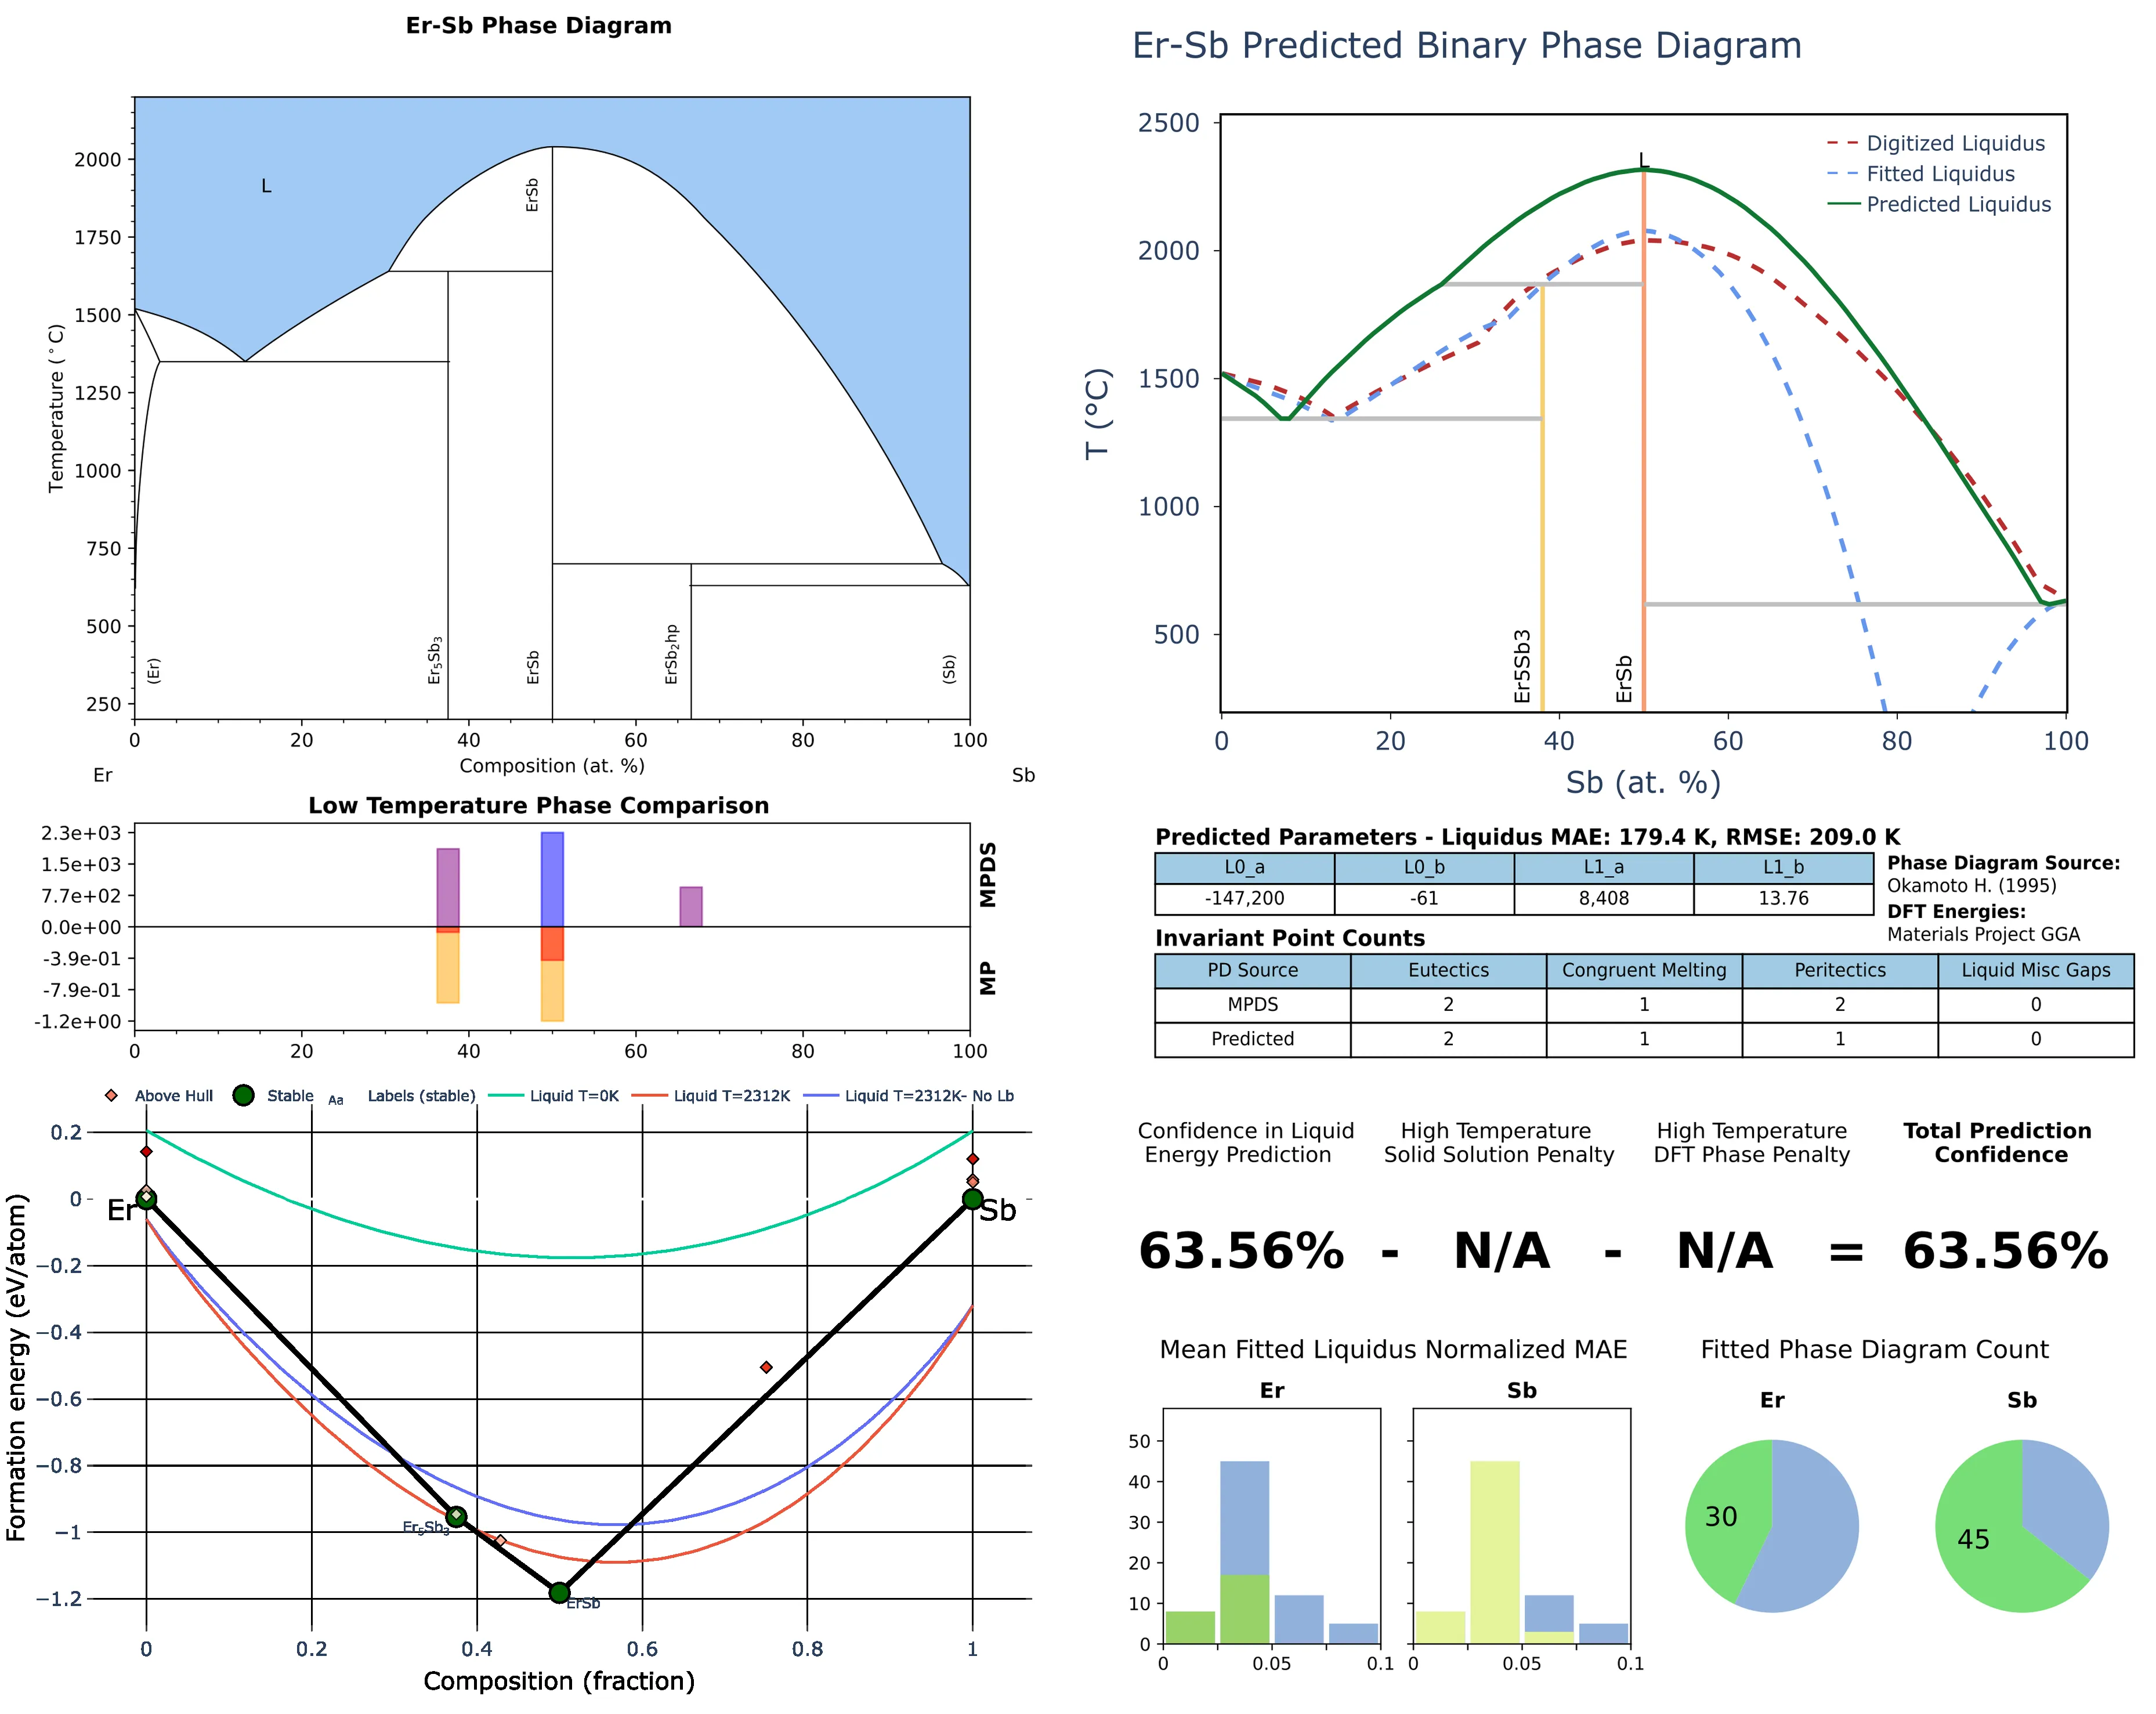 Er-Sb Phase Diagram
2000
1750
1500
1250
1000
750
500
250
Temperature (°C)
L
ErSb
(Er)
Er5Sb3
ErSb
ErSb2hp
(Sb)
0 20 40 60 80 100
Composition (at. %)
Er Sb
Low Temperature Phase Comparison
2.3e+03
1.5e+03
7.7e+02
0.0e+00
-3.9e-01
-7.9e-01
-1.2e+00
MPDS
MP
0 20 40 60 80 100
Above Hull Stable Aa Labels (stable) Liquid T=0K Liquid T=2312K Liquid T=2312K- No Lb
0.2
0
−0.2
−0.4
−0.6
−0.8
−1
−1.2
Formation energy (eV/atom)
Er
Sb
Er5Sb3
ErSb
0 0.2 0.4 0.6 0.8 1
Composition (fraction)
Er-Sb Predicted Binary Phase Diagram
2500
2000
1500
1000
500
T (°C)
L
Digitized Liquidus
Fitted Liquidus
Predicted Liquidus
Er5Sb3
ErSb
0 20 40 60 80 100
Sb (at. %)
Predicted Parameters - Liquidus MAE: 179.4 K, RMSE: 209.0 K
L0_a L0_b L1_a L1_b
-147,200 -61 8,408 13.76
Phase Diagram Source:
Okamoto H. (1995)
DFT Energies:
Materials Project GGA
Invariant Point Counts
PD Source Eutectics Congruent Melting Peritectics Liquid Misc Gaps
MPDS 2 1 2 0
Predicted 2 1 1 0
Confidence in Liquid Energy Prediction
High Temperature Solid Solution Penalty
High Temperature DFT Phase Penalty
Total Prediction Confidence
63.56% - N/A - N/A = 63.56%
Mean Fitted Liquidus Normalized MAE
Er Sb
50
40
30
20
10
0
0 0.05 0.1 0 0.05 0.1
Fitted Phase Diagram Count
Er Sb
30 45